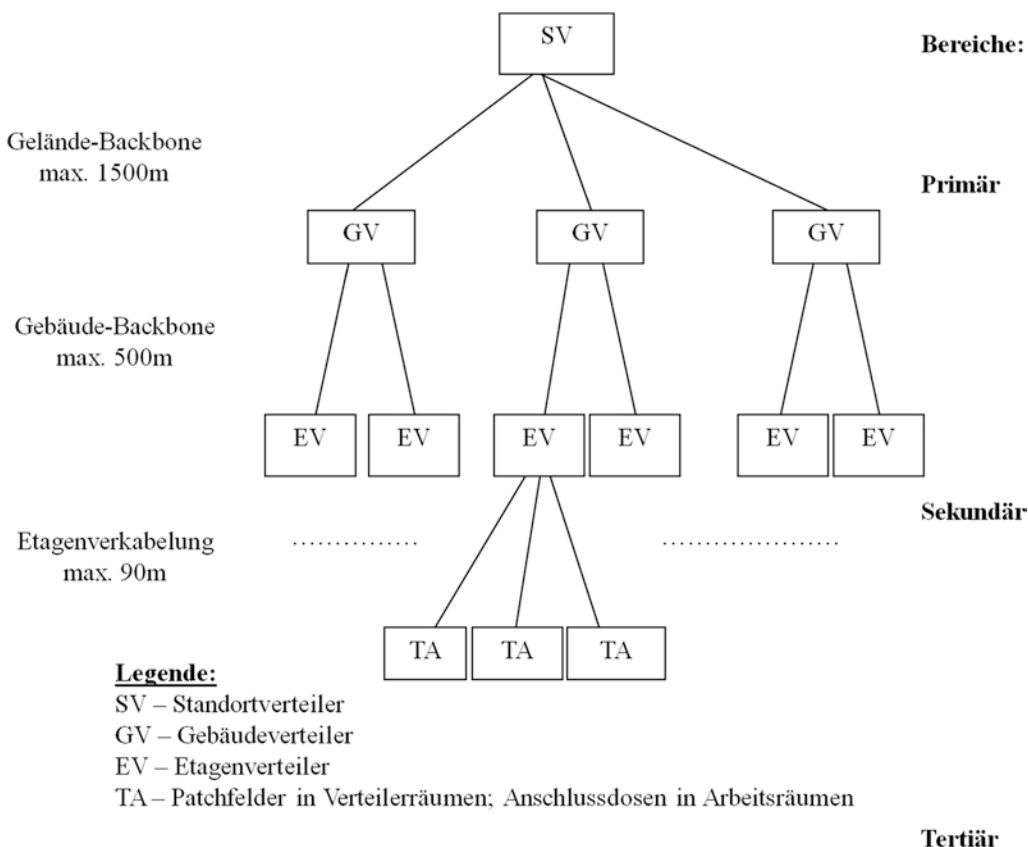 SV
Bereiche:
Gelände-Backbone
max. 1500m
Primär
GV GV GV
Gebäude-Backbone
max. 500m
EV EV EV EV EV EV
Sekundär
Etagenverkabelung
max. 90m
TA TA TA
Legende:
SV – Standortverteiler
GV – Gebäudeverteiler
EV – Etagenverteiler
TA – Patchfelder in Verteilerräumen; Anschlussdosen in Arbeitsräumen
Tertiär